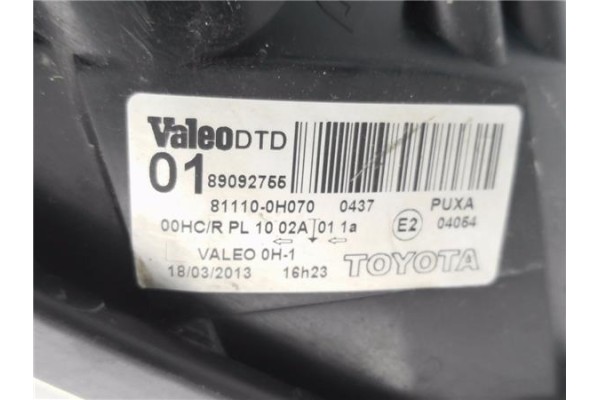 Valeo DTD
01 89092755
81110-0H070 0437 PUXA
00HC/R PL 10 02A 01 1a E2 04064
VALEO 0H-1
18/03/2013 16h23 TOYOTA